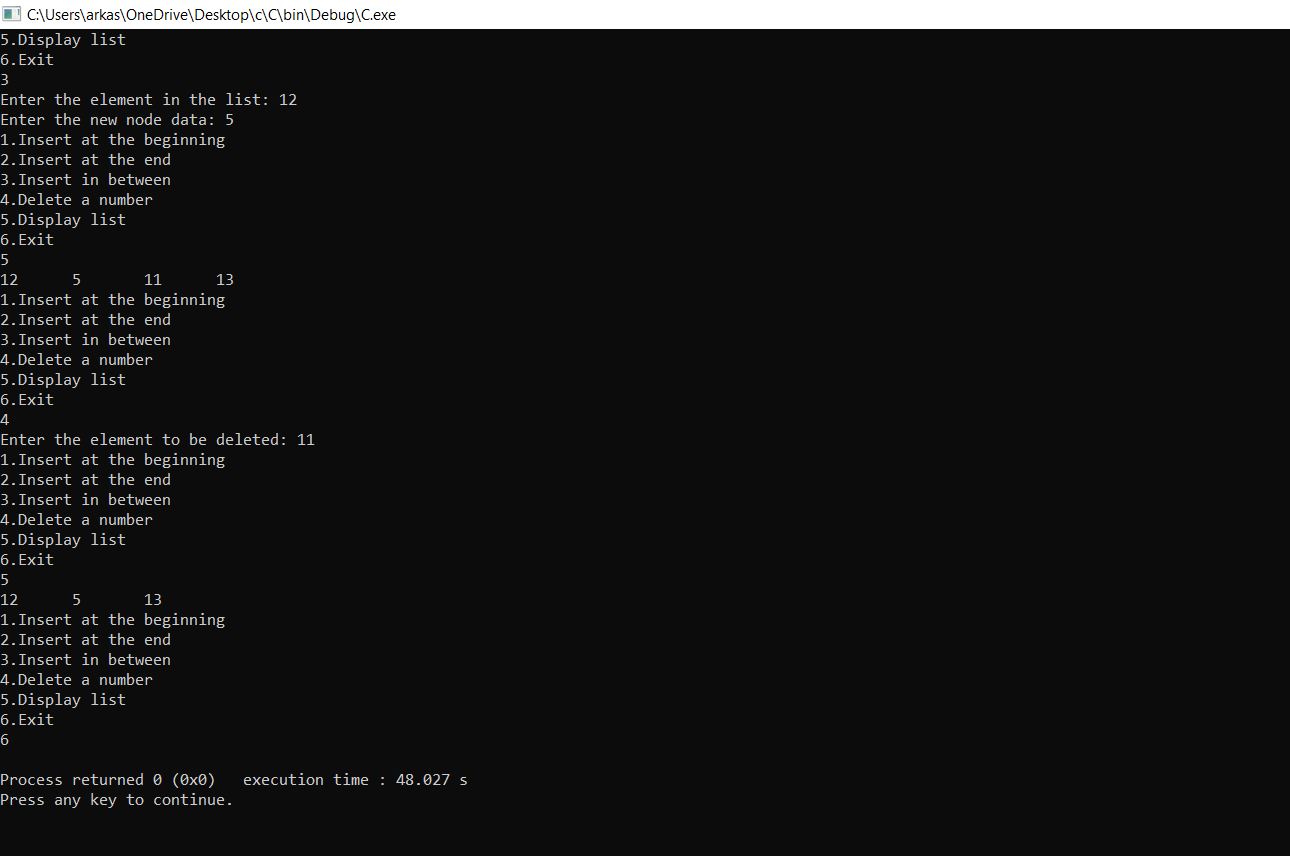 C:\Users\arkas\OneDrive\Desktop\c\C\bin\Debug\C.exe
5.Display list
6.Exit
3
Enter the element in the list: 12
Enter the new node data: 5
1.Insert at the beginning
2.Insert at the end
3.Insert in between
4.Delete a number
5.Display list
6.Exit
5
12      5       11      13
1.Insert at the beginning
2.Insert at the end
3.Insert in between
4.Delete a number
5.Display list
6.Exit
4
Enter the element to be deleted: 11
1.Insert at the beginning
2.Insert at the end
3.Insert in between
4.Delete a number
5.Display list
6.Exit
5
12      5       13
1.Insert at the beginning
2.Insert at the end
3.Insert in between
4.Delete a number
5.Display list
6.Exit
6
Process returned 0 (0x0)   execution time : 48.027 s
Press any key to continue.